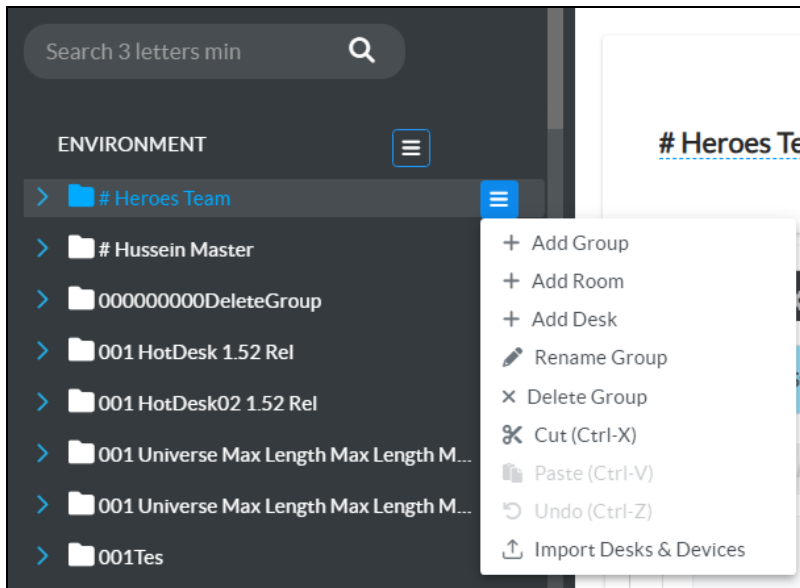 Search 3 letters min
ENVIRONMENT
# Heroes Te
# Heroes Team
# Hussein Master
000000000DeleteGroup
001 HotDesk 1.52 Rel
001 HotDesk02 1.52 Rel
001 Universe Max Length Max Length M...
001 Universe Max Length Max Length M...
001Tes
+ Add Group
+ Add Room
+ Add Desk
Rename Group
Delete Group
Cut (Ctrl-X)
Paste (Ctrl-V)
Undo (Ctrl-Z)
Import Desks & Devices